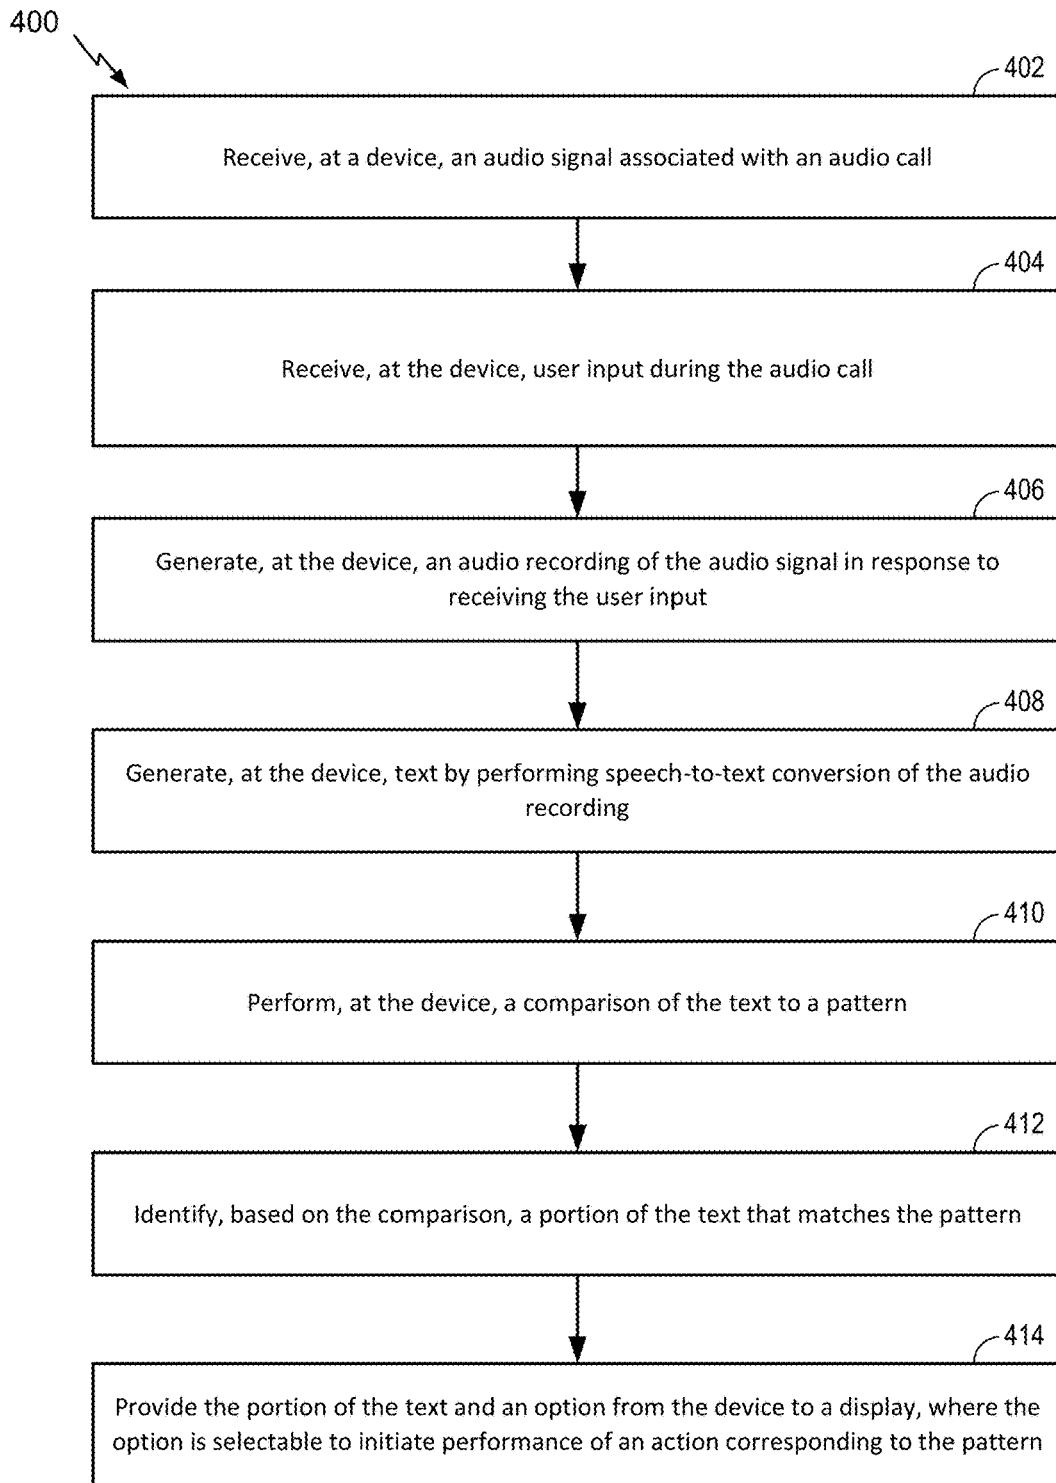 400
402
Receive, at a device, an audio signal associated with an audio call
404
Receive, at the device, user input during the audio call
406
Generate, at the device, an audio recording of the audio signal in response to
receiving the user input
408
Generate, at the device, text by performing speech-to-text conversion of the audio
recording
410
Perform, at the device, a comparison of the text to a pattern
412
Identify, based on the comparison, a portion of the text that matches the pattern
414
Provide the portion of the text and an option from the device to a display, where the
option is selectable to initiate performance of an action corresponding to the pattern